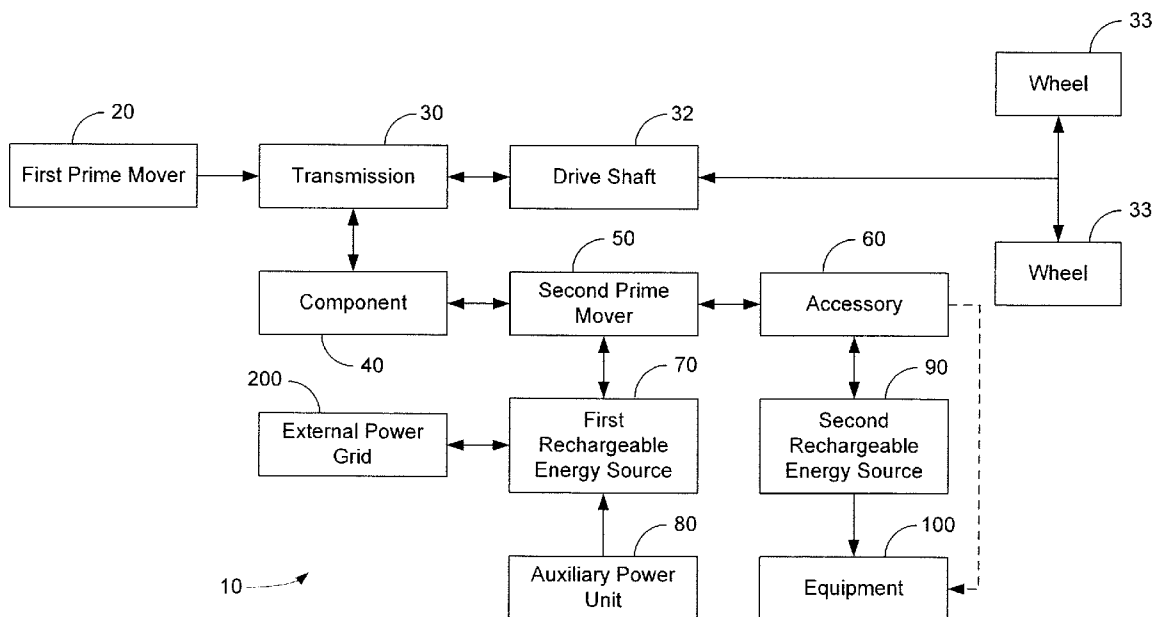 33
Wheel
20
30
32
First Prime Mover
Transmission
Drive Shaft
33
Wheel
50
60
Component
Second Prime
Mover
Accessory
40
200
70
90
External Power
Grid
First
Rechargeable
Energy Source
Second
Rechargeable
Energy Source
80
100
10
Auxiliary Power
Unit
Equipment